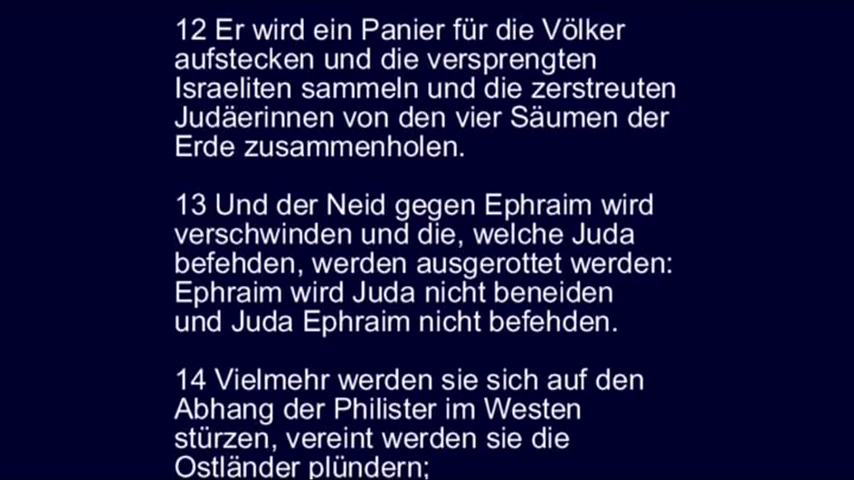 12 Er wird ein Panier für die Völker
aufstecken und die versprengten
Israeliten sammeln und die zerstreuten
Judäerinnen von den vier Säumen der
Erde zusammenholen.
13 Und der Neid gegen Ephraim wird
verschwinden und die, welche Juda
befehden, werden ausgerottet werden:
Ephraim wird Juda nicht beneiden
und Juda Ephraim nicht befehden.
14 Vielmehr werden sie sich auf den
Abhang der Philister im Westen
stürzen, vereint werden sie die
Ostländer plündern;